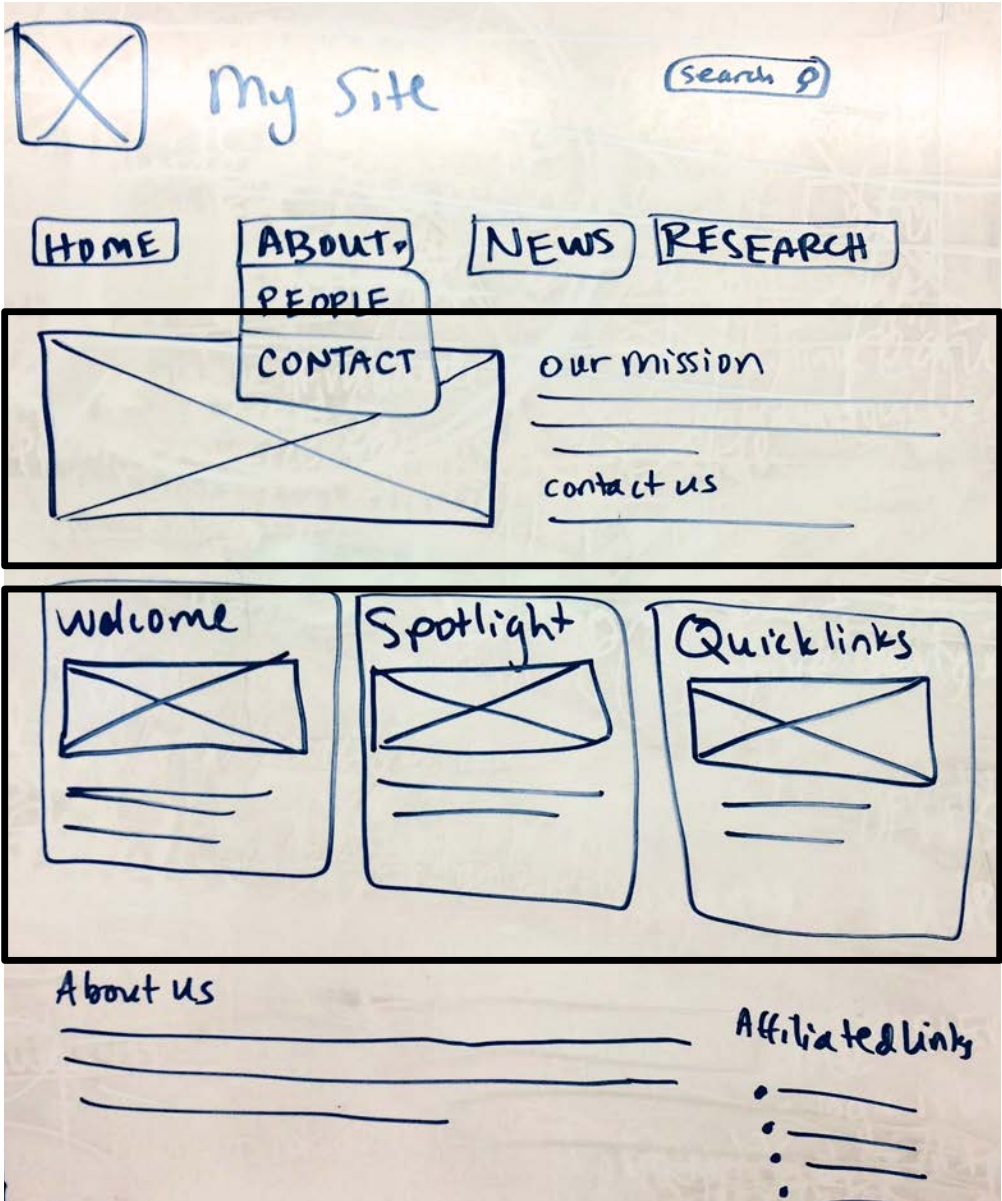 My Site
search
HOME
ABOUT
NEWS
RESEARCH
PEOPLE
CONTACT
our mission
contact us
Welcome
Spotlight
Quicklinks
About us
Affiliated Links